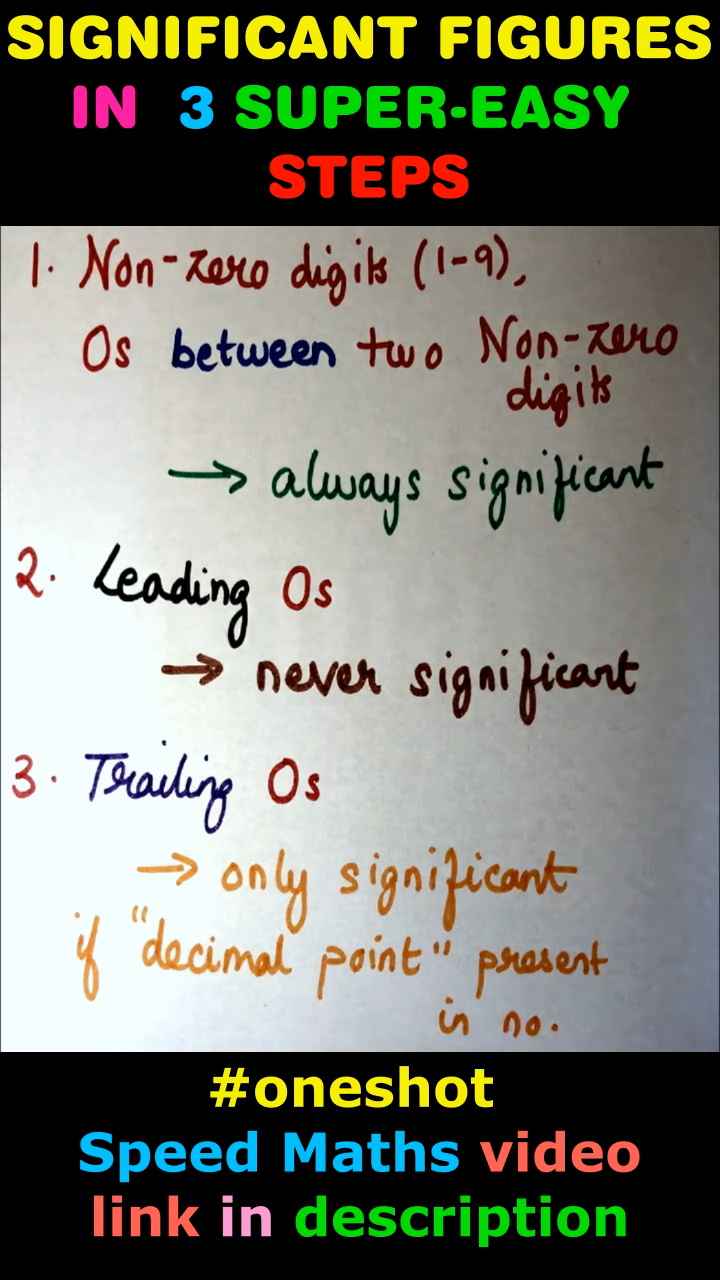 SIGNIFICANT FIGURES
IN 3 SUPER-EASY
STEPS
1. Non-zero digits (1-9),
0s between two Non-zero
digits
→ always significant
2. Leading 0s
→ never significant
3. Trailing 0s
→ only significant
if "decimal point" present
in no.
#oneshot
Speed Maths video
link in description